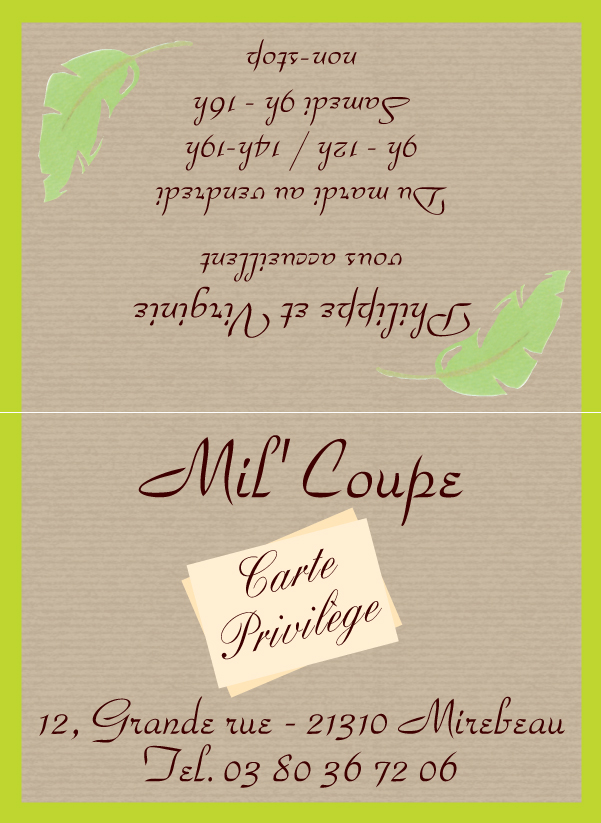 Philippe et Virginie
vous accueillent
Du mardi au vendredi
9h - 12h / 14h-19h
Samedi 9h - 16h
non-stop
Mil' Coupe
Carte
Privilège
12, Grande rue - 21310 Mirebeau
Tel. 03 80 36 72 06